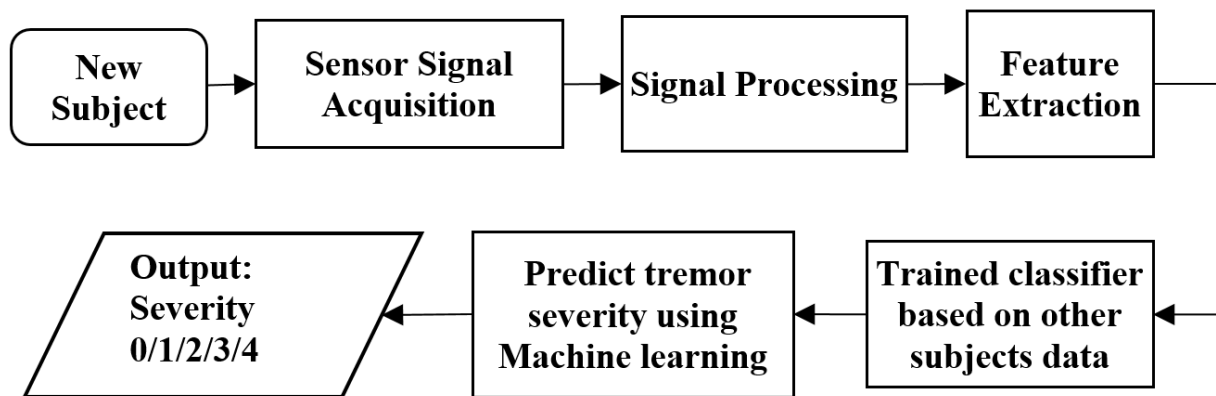 New
Subject
Sensor Signal
Acquisition
Signal Processing
Feature
Extraction
Trained classifier
based on other
subjects data
Predict tremor
severity using
Machine learning
Output:
Severity
0/1/2/3/4